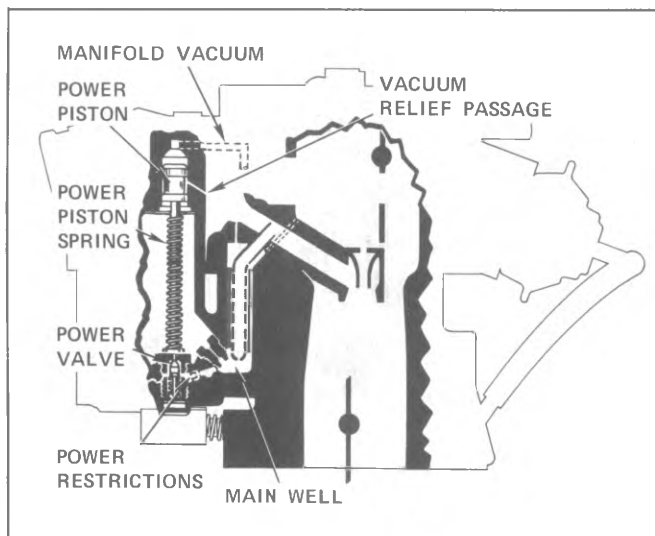 MANIFOLD VACUUM
POWER
PISTON
VACUUM
RELIEF PASSAGE
POWER
PISTON
SPRING
POWER
VALVE
POWER
RESTRICTIONS
MAIN WELL